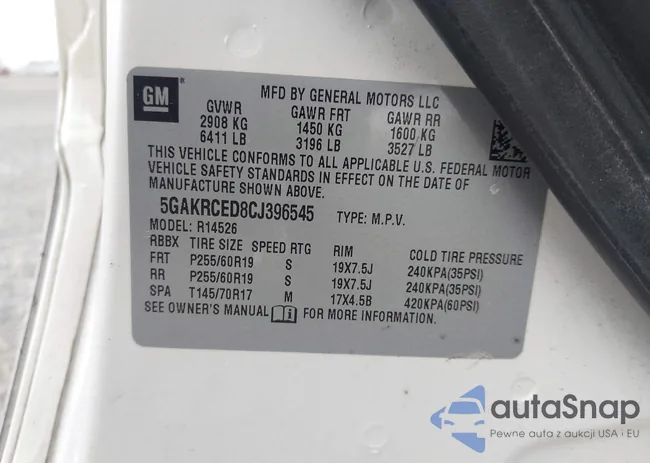 GM
MFD BY GENERAL MOTORS LLC
GVWR GAWR FRT GAWR RR
2908 KG 1450 KG 1600 KG
6411 LB 3196 LB 3527 LB
THIS VEHICLE CONFORMS TO ALL APPLICABLE U.S. FEDERAL MOTOR
VEHICLE SAFETY STANDARDS IN EFFECT ON THE DATE OF
MANUFACTURE SHOWN ABOVE.
5GAKRCED8CJ396545 TYPE: M.P.V.
MODEL: R14526
RBBX TIRE SIZE SPEED RTG RIM COLD TIRE PRESSURE
FRT P255/60R19 S 19X7.5J 240KPA(35PSI)
RR P255/60R19 S 19X7.5J 240KPA(35PSI)
SPA T145/70R17 M 17X4.5B 420KPA(60PSI)
SEE OWNER'S MANUAL i FOR MORE INFORMATION.
autaSnap
Pewne auta z aukcji USA i EU